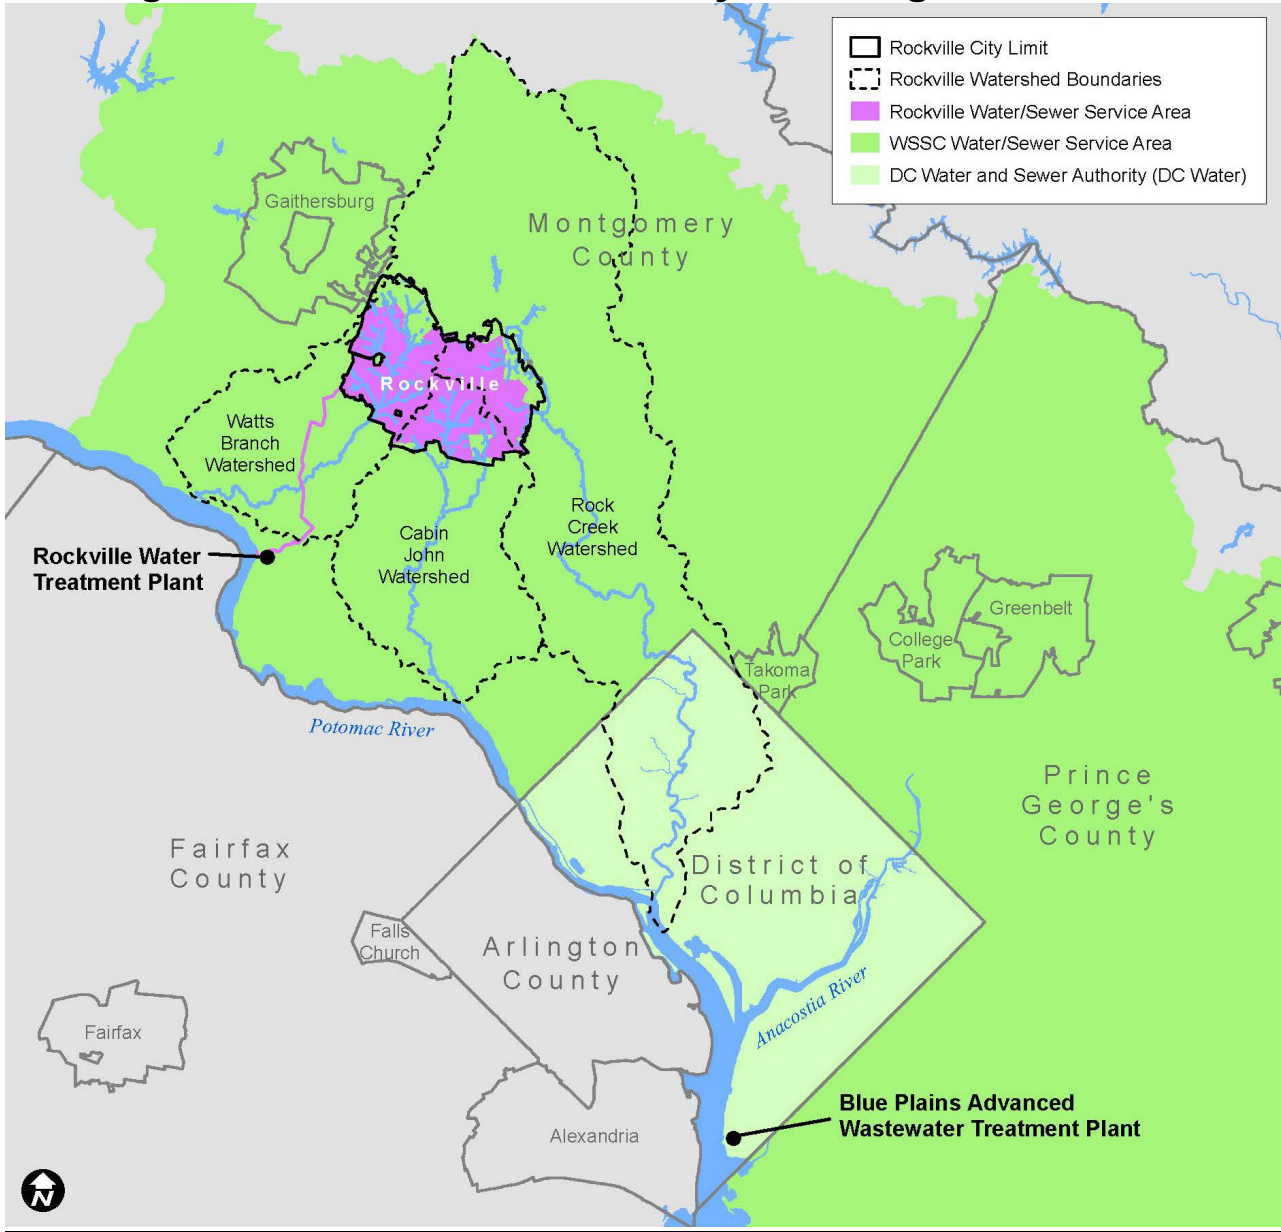 Rockville City Limit
Rockville Watershed Boundaries
Rockville Water/Sewer Service Area
WSSC Water/Sewer Service Area
DC Water and Sewer Authority (DC Water)
Gaithersburg
Montgomery
County
Rockville
Watts
Branch
Watershed
Rock
Creek
Watershed
Cabin
John
Watershed
Rockville Water
Treatment Plant
Greenbelt
College
Park
Takoma
Park
Potomac River
Prince
George's
County
Fairfax
County
District of
Columbia
Falls
Church
Arlington
County
Anacostia River
Fairfax
Blue Plains Advanced
Wastewater Treatment Plant
Alexandria
N